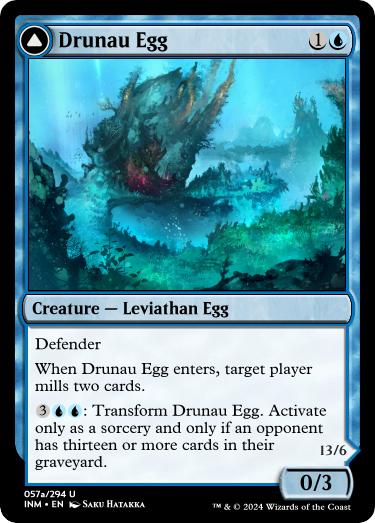 Drunau Egg 1
Creature — Leviathan Egg
Defender
When Drunau Egg enters, target player
mills two cards.
3: Transform Drunau Egg. Activate
only as a sorcery and only if an opponent
has thirteen or more cards in their
graveyard.
13/6
0/3
057a/294 U
INM • EN Saku Hatakka
™ & © 2024 Wizards of the Coast